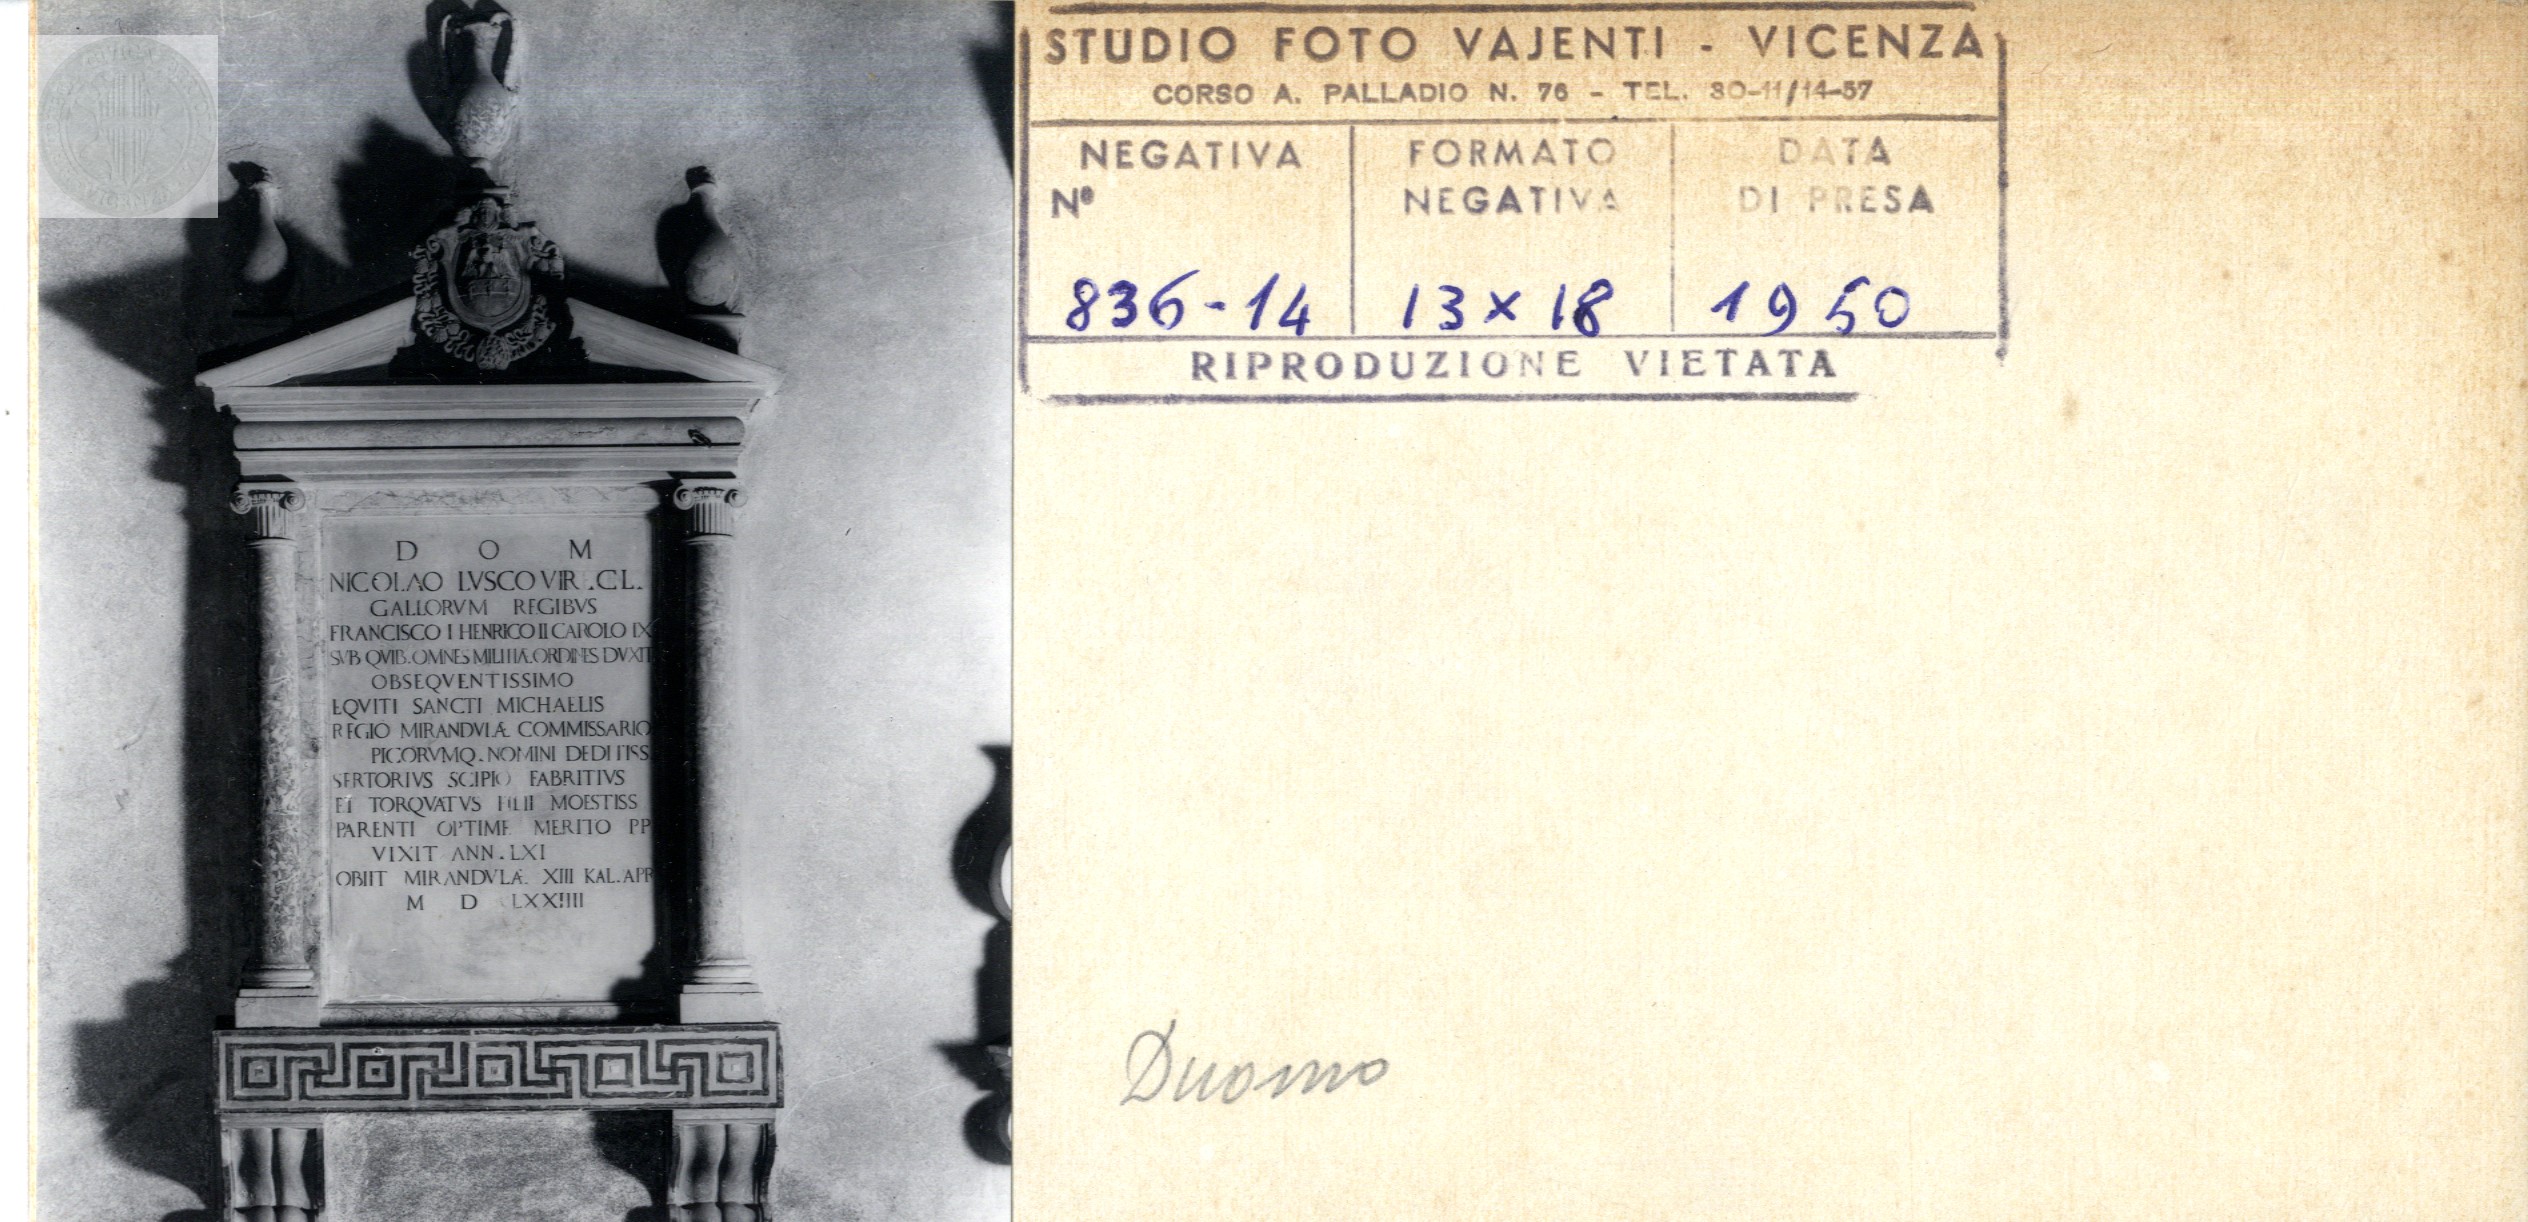 D O M
NICOLAO LVSCO VIR.CL.
GALLORVM REGIBVS
FRANCISCO I HENRICO II CAROLO IX
SVB QVIB.OMNES MILITIÆ.ORDINES DVXIT
OBSEQVENTISSIMO
EQVITI SANCTI MICHAELIS
REGIO MIRANDVLÆ COMMISSARIO
PICORVMQ.NOMINI DEDITISS
SERTORIVS SCIPIO FABRITIVS
ET TORQVATVS FILII MOESTISS
PARENTI OPTIME MERITO PP
VIXIT ANN.LXI
OBIIT MIRANDVLÆ XIII KAL.APR
M D LXXIIII
STUDIO FOTO VAJENTI - VICENZA
CORSO A. PALLADIO N. 76 - TEL. 30-11/14-57
NEGATIVA Nº
FORMATO NEGATIVA
DATA DI PRESA
836-14
13 x 18
1950
RIPRODUZIONE VIETATA
Duomo